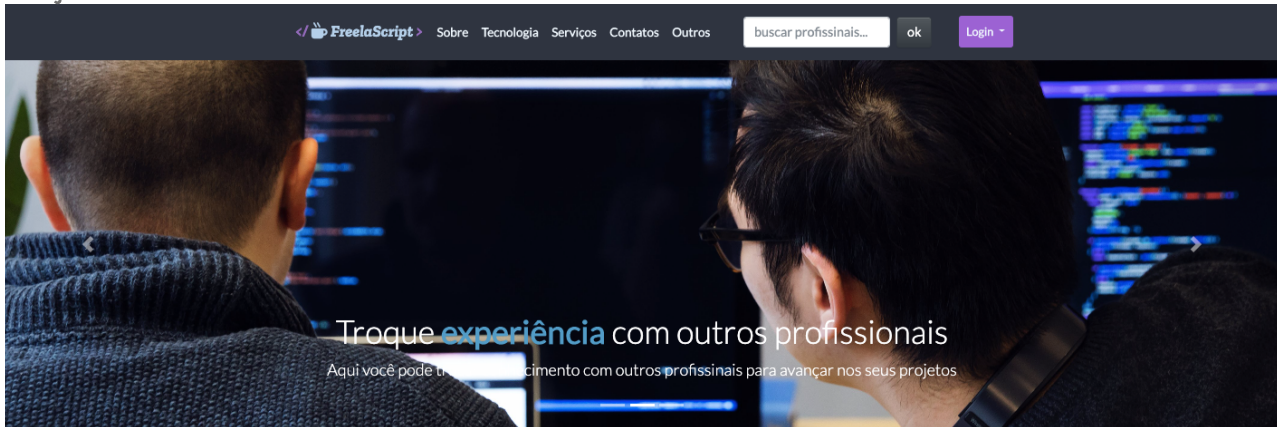 </ FreelaScript > Sobre Tecnologia Serviços Contatos Outros buscar profissinais... ok Login
Troque experiência com outros profissionais
Aqui você pode cimento com outros profissinais para avançar nos seus projetos